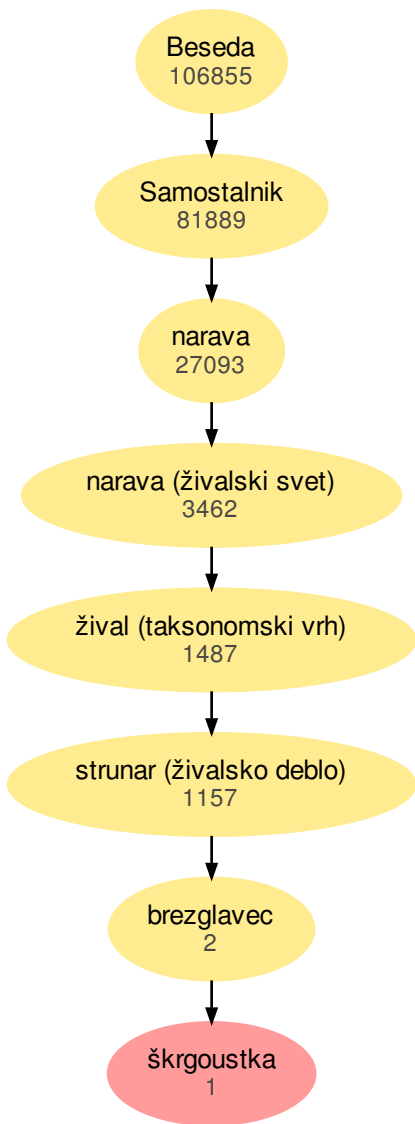 Beseda
106855
Samostalnik
81889
narava
27093
narava (živalski svet)
3462
žival (taksonomski vrh)
1487
strunar (živalsko deblo)
1157
brezglavec
2
škrgoustka
1